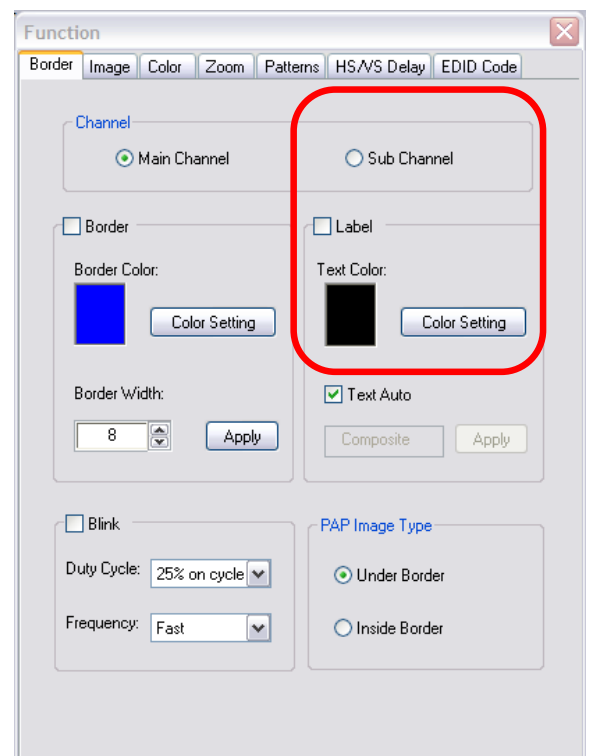 Function
Border Image Color Zoom Patterns HS/VS Delay EDID Code
Channel
Main Channel Sub Channel
Border Label
Border Color: Text Color:
Color Setting Color Setting
Border Width: Text Auto
8 Apply Composite Apply
Blink PAP Image Type
Duty Cycle: 25% on cycle Under Border
Frequency: Fast Inside Border